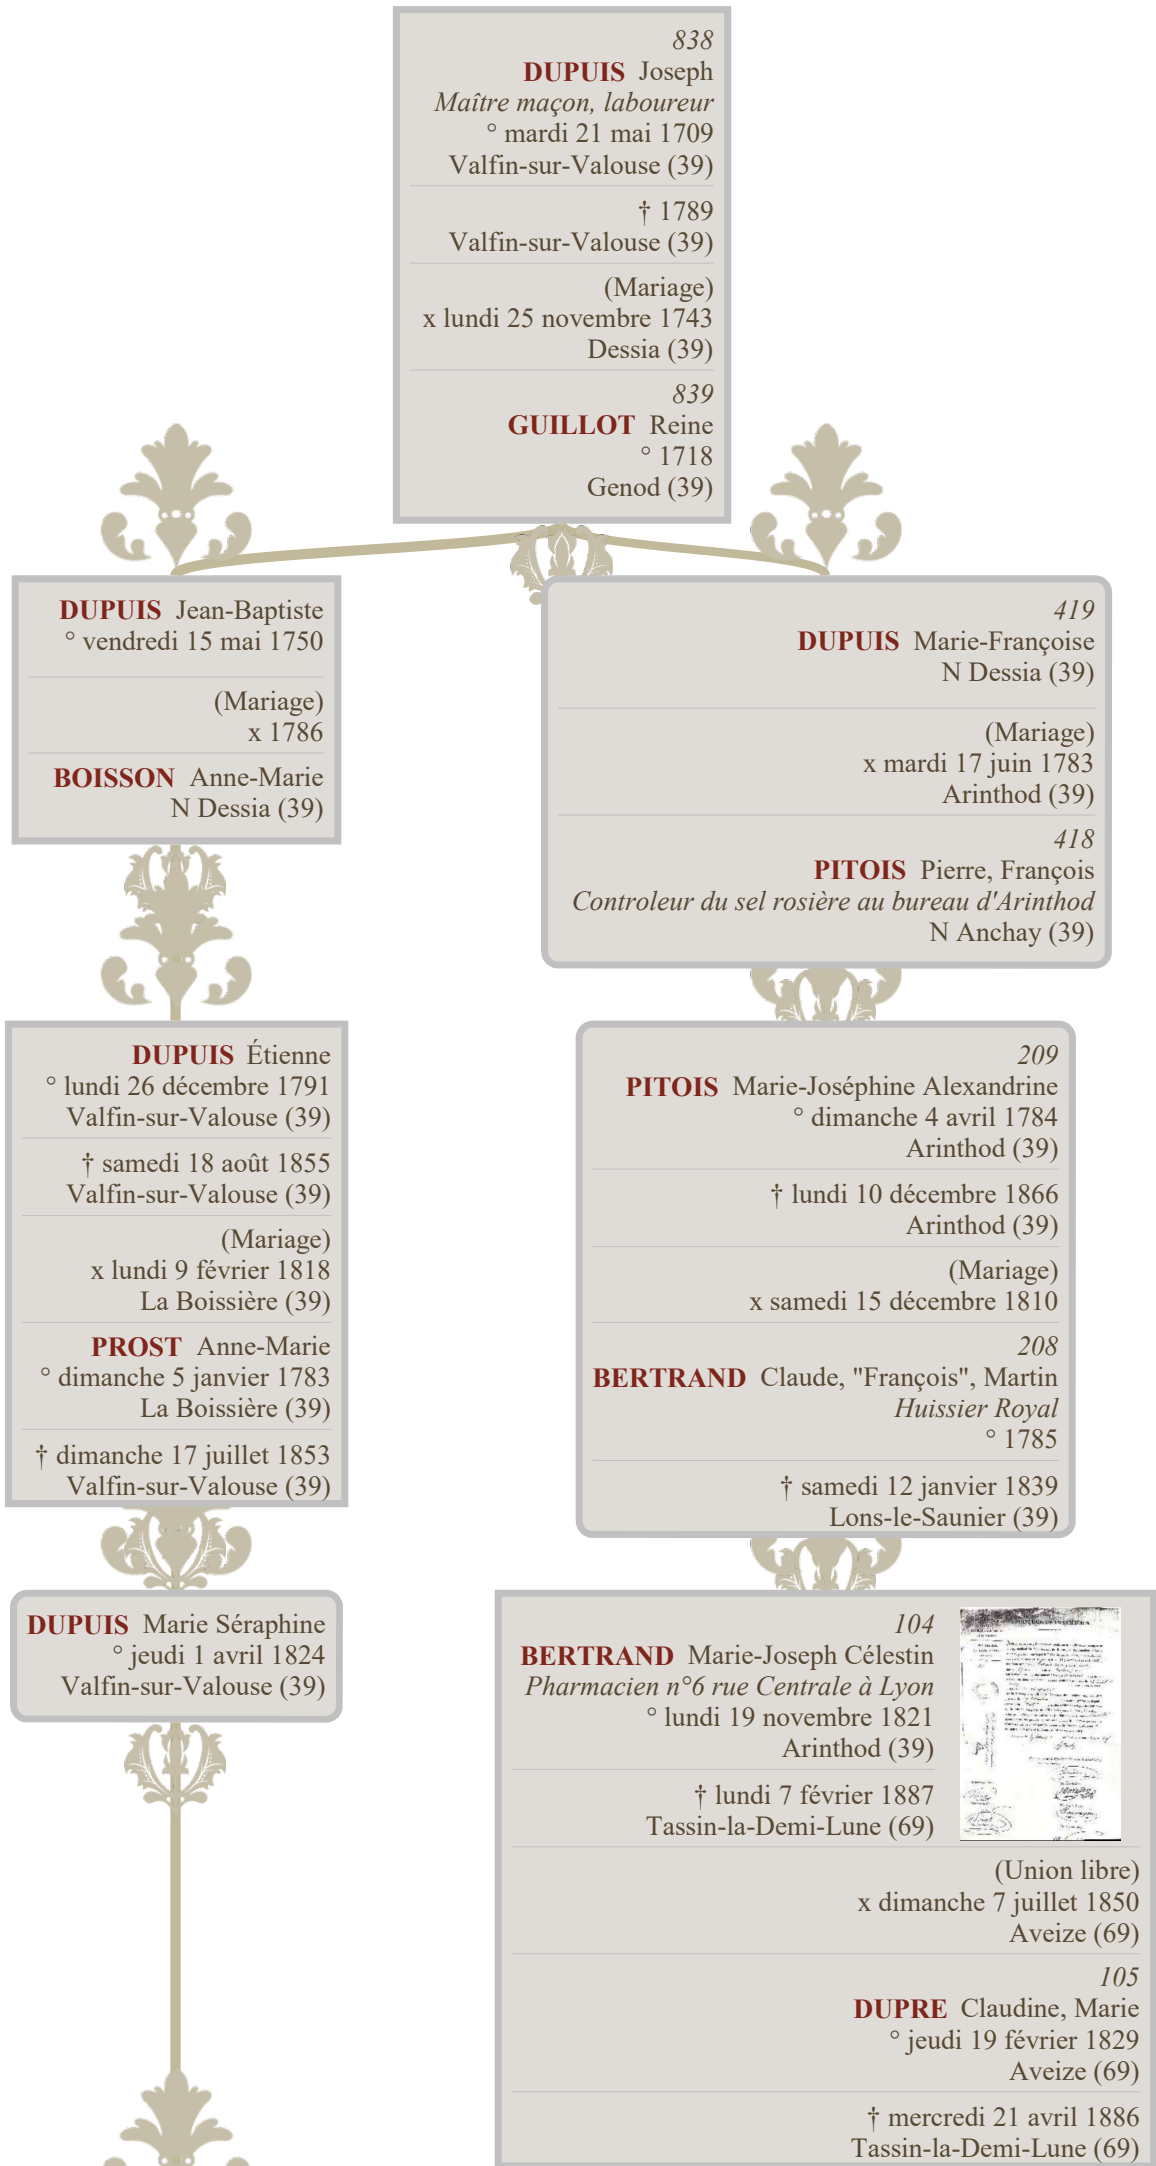 838
DUPUIS Joseph
Maître maçon, laboureur
° mardi 21 mai 1709
Valfin-sur-Valouse (39)
† 1789
Valfin-sur-Valouse (39)
(Mariage)
x lundi 25 novembre 1743
Dessia (39)
839
GUILLOT Reine
° 1718
Genod (39)
DUPUIS Jean-Baptiste
° vendredi 15 mai 1750
(Mariage)
x 1786
BOISSON Anne-Marie
N Dessia (39)
419
DUPUIS Marie-Françoise
N Dessia (39)
(Mariage)
x mardi 17 juin 1783
Arinthod (39)
418
PITOIS Pierre, François
Controleur du sel rosière au bureau d'Arinthod
N Anchay (39)
DUPUIS Étienne
° lundi 26 décembre 1791
Valfin-sur-Valouse (39)
† samedi 18 août 1855
Valfin-sur-Valouse (39)
(Mariage)
x lundi 9 février 1818
La Boissière (39)
PROST Anne-Marie
° dimanche 5 janvier 1783
La Boissière (39)
† dimanche 17 juillet 1853
Valfin-sur-Valouse (39)
209
PITOIS Marie-Joséphine Alexandrine
° dimanche 4 avril 1784
Arinthod (39)
† lundi 10 décembre 1866
Arinthod (39)
(Mariage)
x samedi 15 décembre 1810
208
BERTRAND Claude, "François", Martin
Huissier Royal
° 1785
† samedi 12 janvier 1839
Lons-le-Saunier (39)
DUPUIS Marie Séraphine
° jeudi 1 avril 1824
Valfin-sur-Valouse (39)
104
BERTRAND Marie-Joseph Célestin
Pharmacien n°6 rue Centrale à Lyon
° lundi 19 novembre 1821
Arinthod (39)
† lundi 7 février 1887
Tassin-la-Demi-Lune (69)
(Union libre)
x dimanche 7 juillet 1850
Aveize (69)
105
DUPRE Claudine, Marie
° jeudi 19 février 1829
Aveize (69)
† mercredi 21 avril 1886
Tassin-la-Demi-Lune (69)